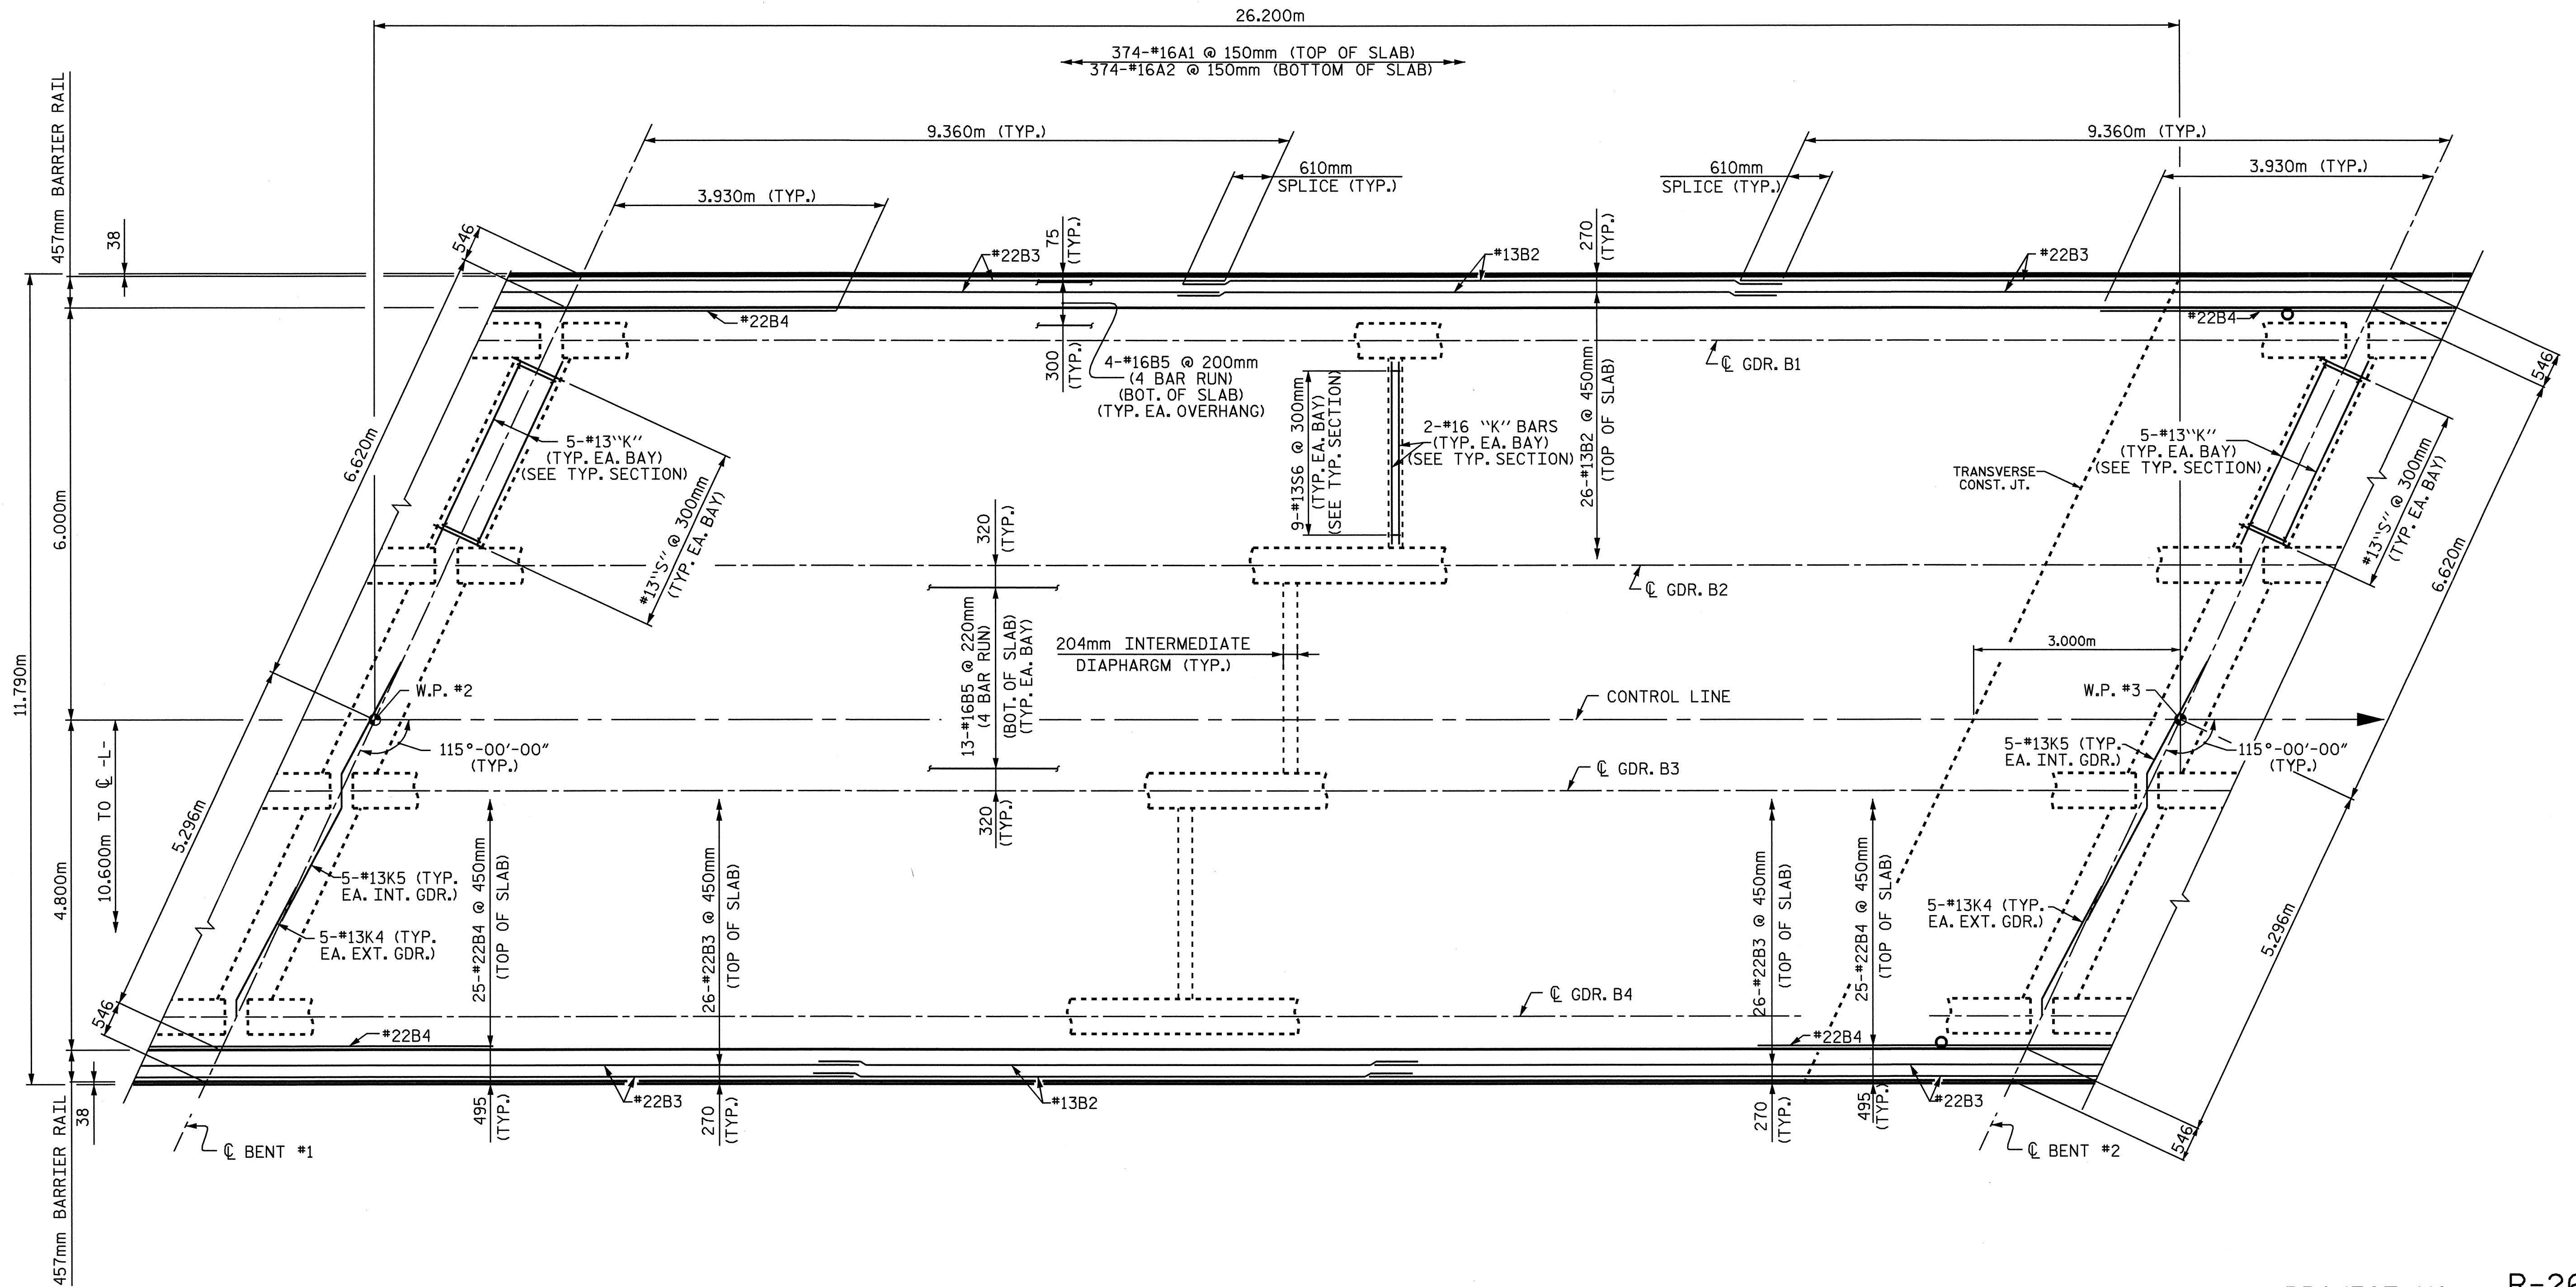 26.200m
374-#16A1 @ 150mm (TOP OF SLAB)
374-#16A2 @ 150mm (BOTTOM OF SLAB)
457mm BARRIER RAIL
38
9.360m (TYP.)
9.360m (TYP.)
610mm
SPLICE (TYP.)
610mm
SPLICE (TYP.)
3.930m (TYP.)
3.930m (TYP.)
546
75
(TYP.)
270
(TYP.)
#22B3
#13B2
#22B3
#22B4
#22B4
300
(TYP.)
4-#16B5 @ 200mm
(4 BAR RUN)
(BOT. OF SLAB)
(TYP. EA. OVERHANG)
℄ GDR. B1
546
6.620m
5-#13"K"
(TYP. EA. BAY)
(SEE TYP. SECTION)
#13"S" @ 300mm
(TYP. EA. BAY)
9-#13S6 @ 300mm
(TYP. EA. BAY)
(SEE TYP. SECTION)
2-#16 "K" BARS
(TYP. EA. BAY)
(SEE TYP. SECTION)
26-#13B2 @ 450mm
(TOP OF SLAB)
TRANSVERSE
CONST. JT.
5-#13"K"
(TYP. EA. BAY)
(SEE TYP. SECTION)
#13"S" @ 300mm
(TYP. EA. BAY)
6.620m
6.000m
11.790m
320
(TYP.)
℄ GDR. B2
13-#16B5 @ 220mm
(4 BAR RUN)
(BOT. OF SLAB)
(TYP. EA. BAY)
204mm INTERMEDIATE
DIAPHARGM (TYP.)
3.000m
W.P. #2
CONTROL LINE
W.P. #3
115°-00'-00"
(TYP.)
5-#13K5 (TYP.
EA. INT. GDR.)
115°-00'-00"
(TYP.)
℄ GDR. B3
320
(TYP.)
10.600m TO ℄ -L-
4.800m
5.296m
5-#13K5 (TYP.
EA. INT. GDR.)
5-#13K4 (TYP.
EA. EXT. GDR.)
25-#22B4 @ 450mm
(TOP OF SLAB)
26-#22B3 @ 450mm
(TOP OF SLAB)
26-#22B3 @ 450mm
(TOP OF SLAB)
25-#22B4 @ 450mm
(TOP OF SLAB)
5-#13K4 (TYP.
EA. EXT. GDR.)
5.296m
℄ GDR. B4
546
#22B4
#22B4
457mm BARRIER RAIL
38
495
(TYP.)
#22B3
270
(TYP.)
#13B2
270
(TYP.)
495
(TYP.)
#22B3
546
℄ BENT #1
℄ BENT #2